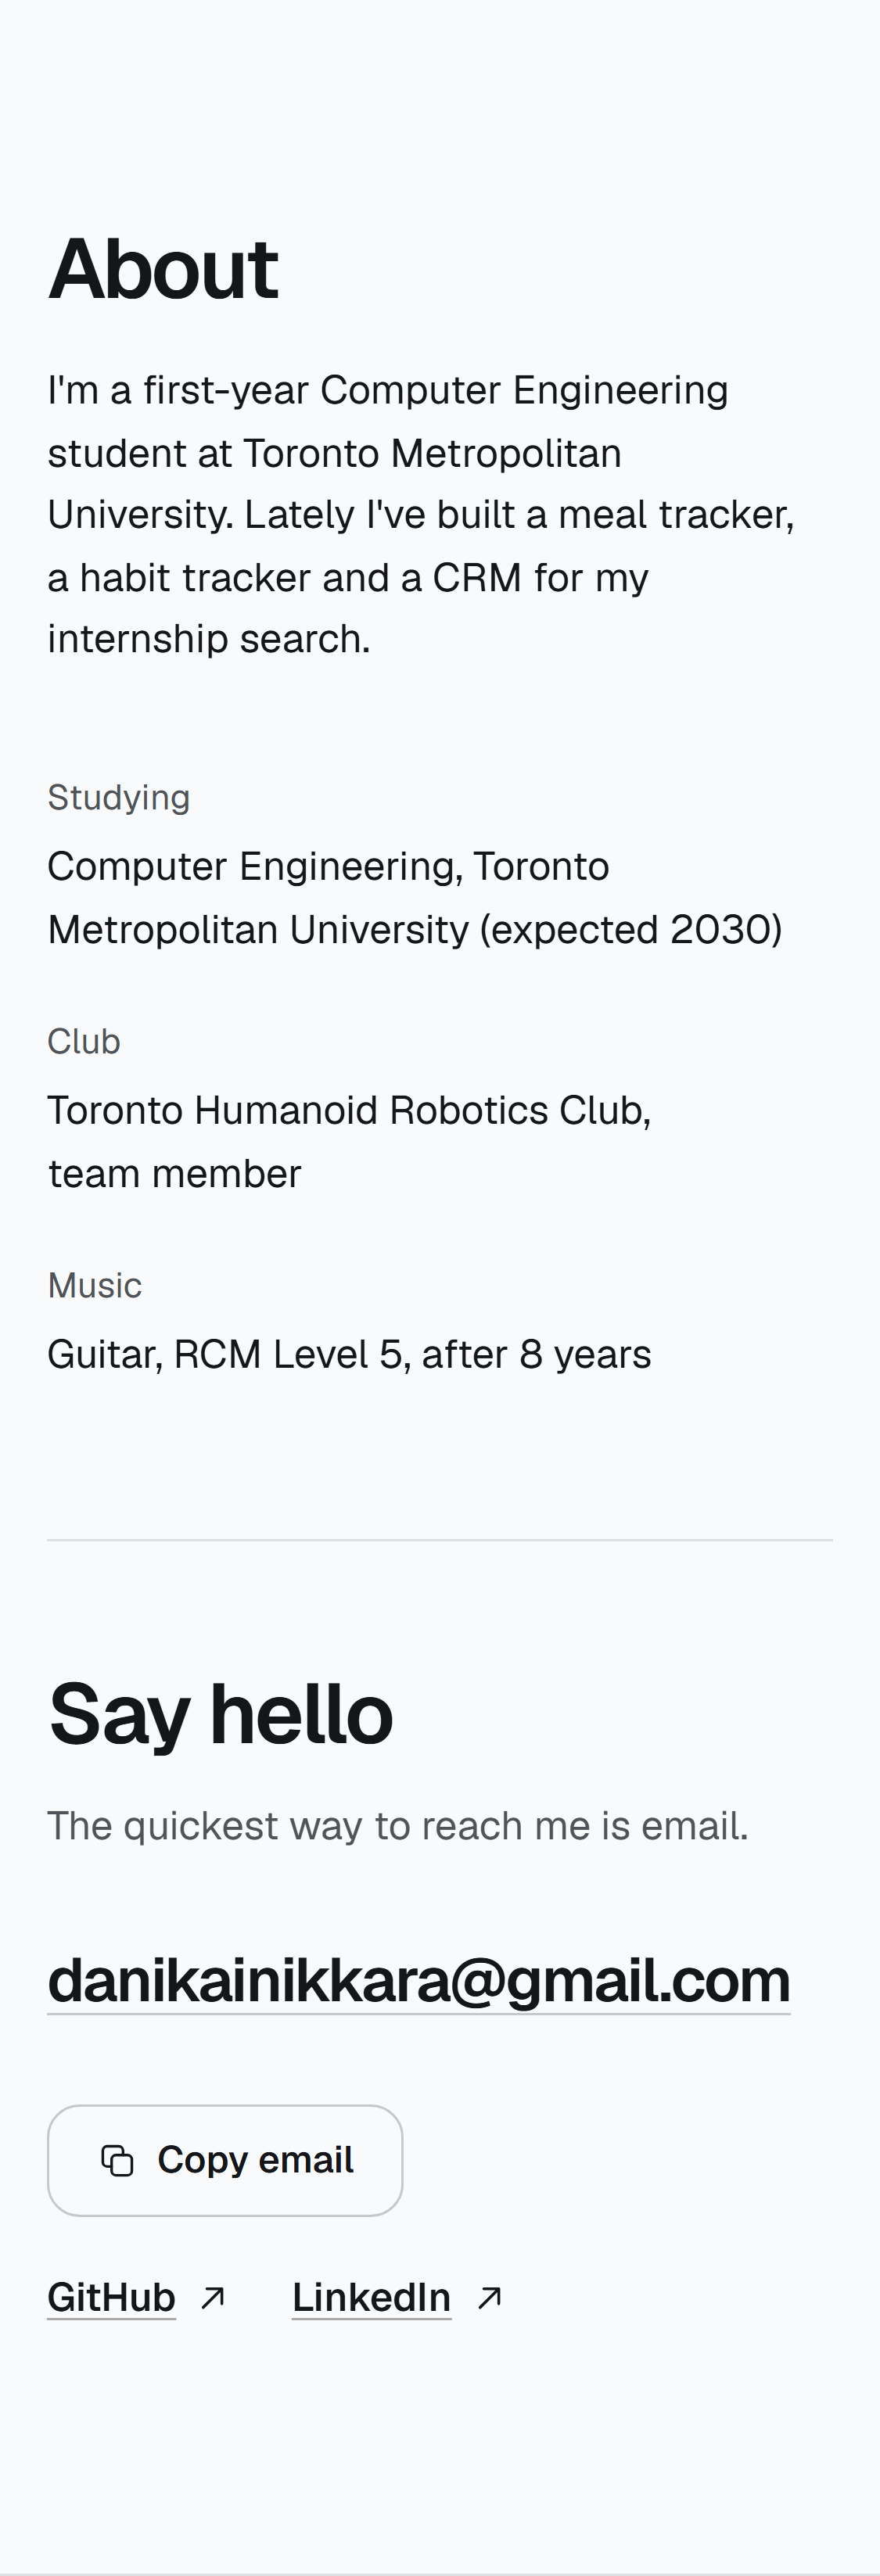 About
I'm a first-year Computer Engineering
student at Toronto Metropolitan
University. Lately I've built a meal tracker,
a habit tracker and a CRM for my
internship search.
Studying
Computer Engineering, Toronto
Metropolitan University (expected 2030)
Club
Toronto Humanoid Robotics Club,
team member
Music
Guitar, RCM Level 5, after 8 years
Say hello
The quickest way to reach me is email.
danikainikkara@gmail.com
Copy email
GitHub LinkedIn